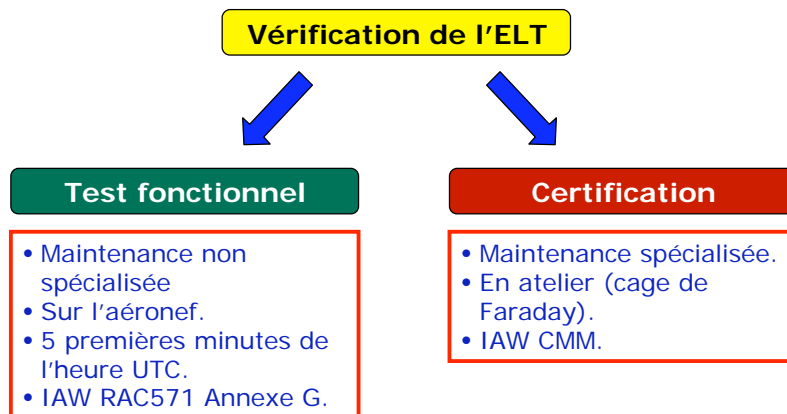 Vérification de l'ELT
Test fonctionnel
• Maintenance non
spécialisée
• Sur l'aéronef.
• 5 premières minutes de
l'heure UTC.
• IAW RAC571 Annexe G.
Certification
• Maintenance spécialisée.
• En atelier (cage de
Faraday).
• IAW CMM.